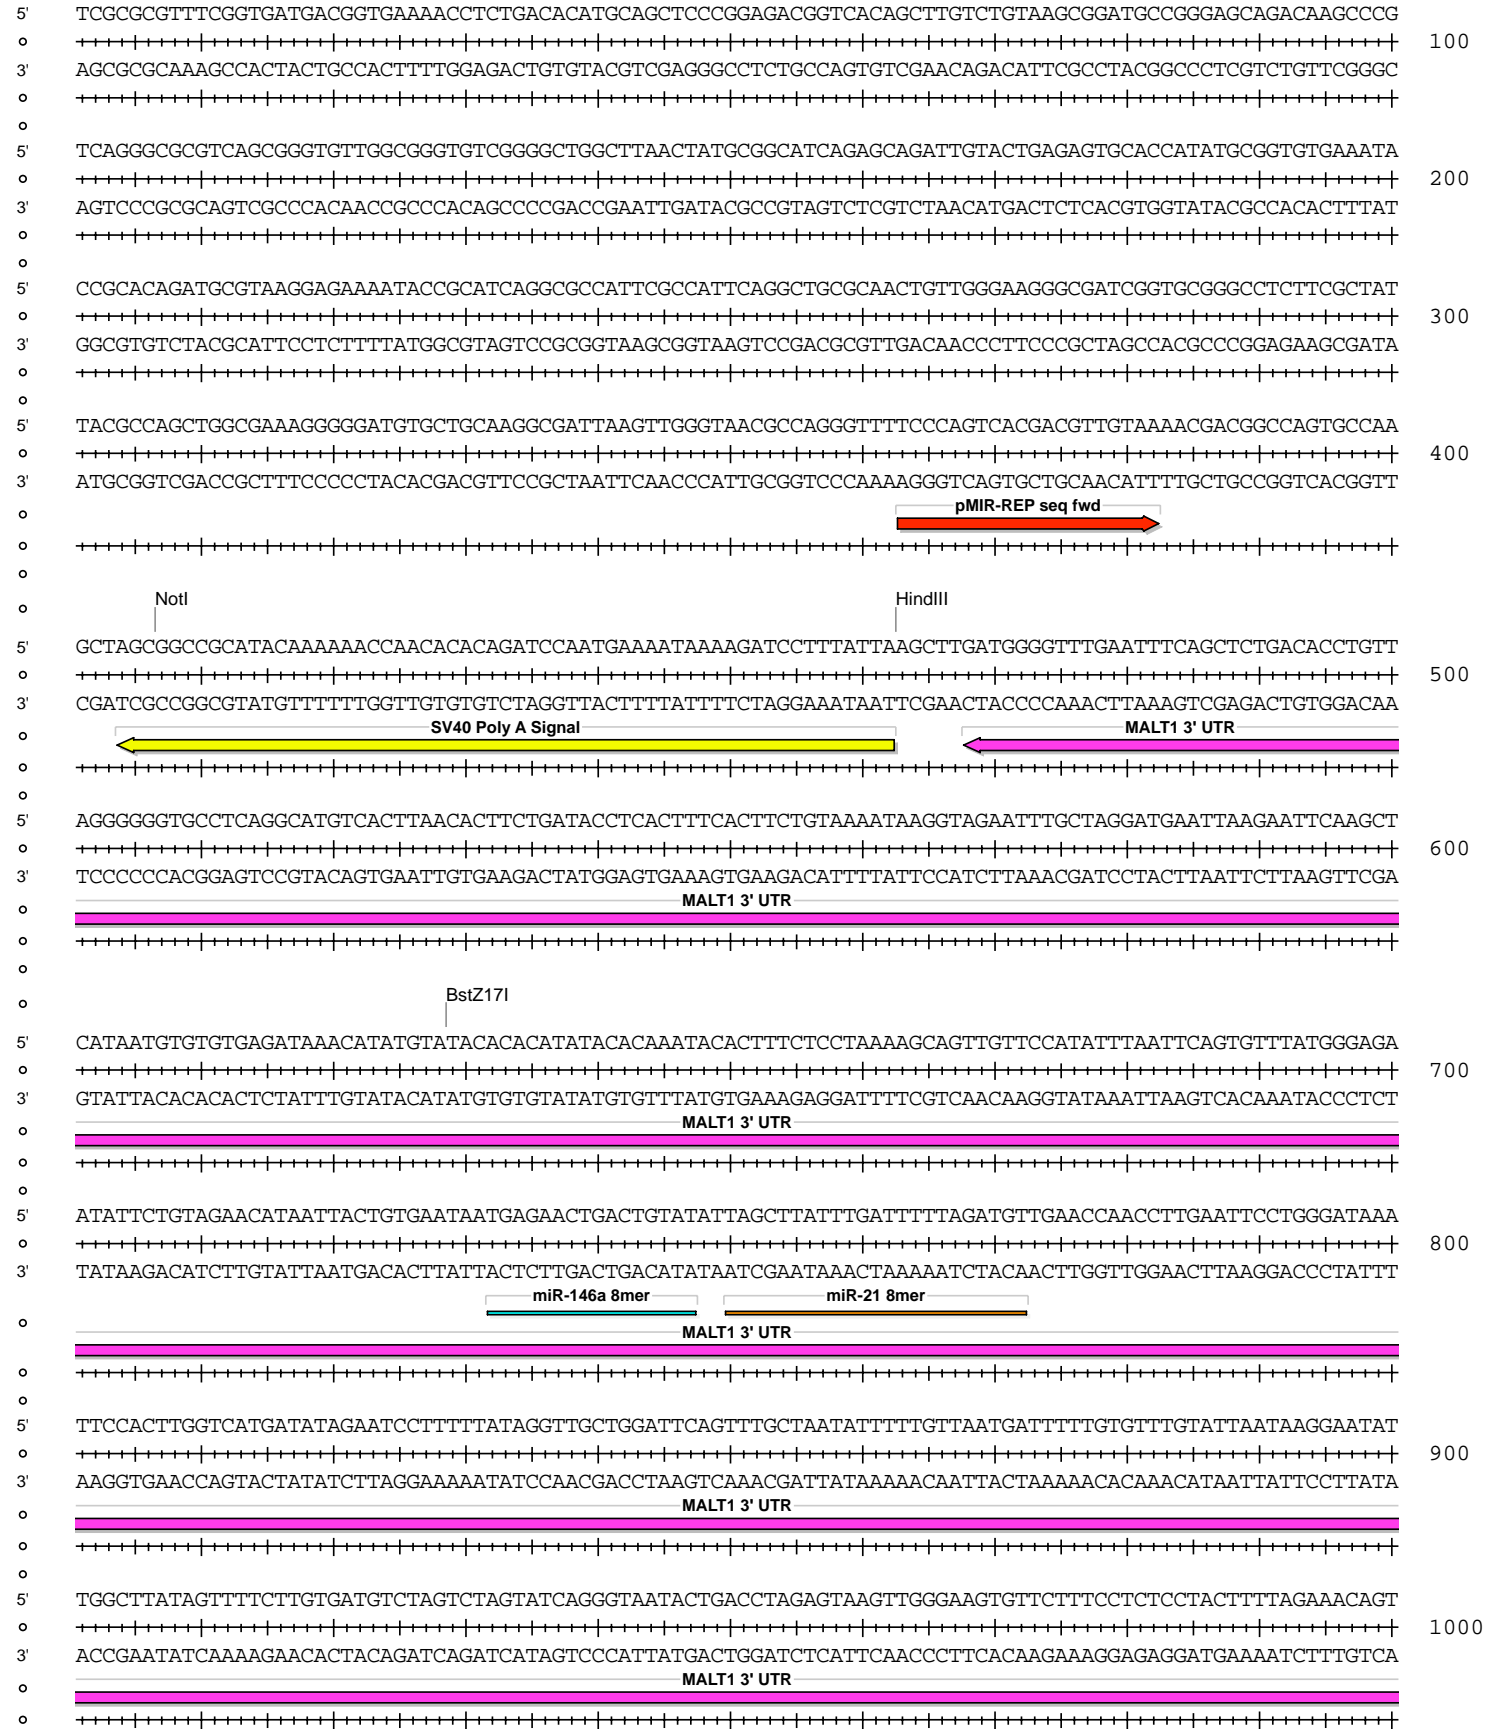 5' TCGCGCGTTTCGGTGATGACGGTGAAAACCTCTGACACATGCAGCTCCCGGAGACGGTCACAGCTTGTCTGTAAGCGGATGCCGGGAGCAGACAAGCCCG
100
3' AGCGCGCAAAGCCACTACTGCCACTTTTGGAGACTGTGTACGTCGAGGGCCTCTGCCAGTGTCGAACAGACATTCGCCTACGGCCCTCGTCTGTTCGGGC
5' TCAGGGCGCGTCAGCGGGTGTTGGCGGGTGTCGGGGCTGGCTTAACTATGCGGCATCAGAGCAGATTGTACTGAGAGTGCACCATATGCGGTGTGAAATA
200
3' AGTCCCGCGCAGTCGCCCACAACCGCCCACAGCCCCGACCGAATTGATACGCCGTAGTCTCGTCTAACATGACTCTCACGTGGTATACGCCACACTTTAT
5' CCGCACAGATGCGTAAGGAGAAAATACCGCATCAGGCGCCATTCGCCATTCAGGCTGCGCAACTGTTGGGAAGGGCGATCGGTGCGGGCCTCTTCGCTAT
300
3' GGCGTGTCTACGCATTCCTCTTTTATGGCGTAGTCCGCGGTAAGCGGTAAGTCCGACGCGTTGACAACCCTTCCCGCTAGCCACGCCCGGAGAAGCGATA
5' TACGCCAGCTGGCGAAAGGGGGATGTGCTGCAAGGCGATTAAGTTGGGTAACGCCAGGGTTTTCCCAGTCACGACGTTGTAAAACGACGGCCAGTGCCAA
400
3' ATGCGGTCGACCGCTTTCCCCCTACACGACGTTCCGCTAATTCAACCCATTGCGGTCCCAAAAGGGTCAGTGCTGCAACATTTTGCTGCCGGTCACGGTT
pMIR-REP seq fwd
NotI HindIII
5' GCTAGCGGCCGCATACAAAAAACCAACACACAGATCCAATGAAAATAAAAGATCCTTTATTAAGCTTGATGGGGTTTGAATTTCAGCTCTGACACCTGTT
500
3' CGATCGCCGGCGTATGTTTTTTGGTTGTGTGTCTAGGTTACTTTTATTTTCTAGGAAATAATTCGAACTACCCCAAACTTAAAGTCGAGACTGTGGACAA
SV40 Poly A Signal MALT1 3' UTR
5' AGGGGGGTGCCTCAGGCATGTCACTTAACACTTCTGATACCTCACTTTCACTTCTGTAAAATAAGGTAGAATTTGCTAGGATGAATTAAGAATTCAAGCT
600
3' TCCCCCCACGGAGTCCGTACAGTGAATTGTGAAGACTATGGAGTGAAAGTGAAGACATTTTATTCCATCTTAAACGATCCTACTTAATTCTTAAGTTCGA
MALT1 3' UTR
BstZ17I
5' CATAATGTGTGTGAGATAAACATATGTATACACACATATACACAAATACACTTTCTCCTAAAAGCAGTTGTTCCATATTTAATTCAGTGTTTATGGGAGA
700
3' GTATTACACACACTCTATTTGTATACATATGTGTGTATATGTGTTTATGTGAAAGAGGATTTTCGTCAACAAGGTATAAATTAAGTCACAAATACCCTCT
MALT1 3' UTR
5' ATATTCTGTAGAACATAATTACTGTGAATAATGAGAACTGACTGTATATTAGCTTATTTGATTTTTAGATGTTGAACCAACCTTGAATTCCTGGGATAAA
800
3' TATAAGACATCTTGTATTAATGACACTTATTACTCTTGACTGACATATAATCGAATAAACTAAAAATCTACAACTTGGTTGGAACTTAAGGACCCTATTT
miR-146a 8mer miR-21 8mer
MALT1 3' UTR
5' TTCCACTTGGTCATGATATAGAATCCTTTTTATAGGTTGCTGGATTCAGTTTGCTAATATTTTTGTTAATGATTTTTGTGTTTGTATTAATAAGGAATAT
900
3' AAGGTGAACCAGTACTATATCTTAGGAAAAATATCCAACGACCTAAGTCAAACGATTATAAAAACAATTACTAAAAACACAAACATAATTATTCCTTATA
MALT1 3' UTR
5' TGGCTTATAGTTTTCTTGTGATGTCTAGTCTAGTATCAGGGTAATACTGACCTAGAGTAAGTTGGGAAGTGTTCTTTCCTCTCCTACTTTTAGAAACAGT
1000
3' ACCGAATATCAAAAGAACACTACAGATCAGATCATAGTCCCATTATGACTGGATCTCATTCAACCCTTCACAAGAAAGGAGAGGATGAAAATCTTTGTCA
MALT1 3' UTR